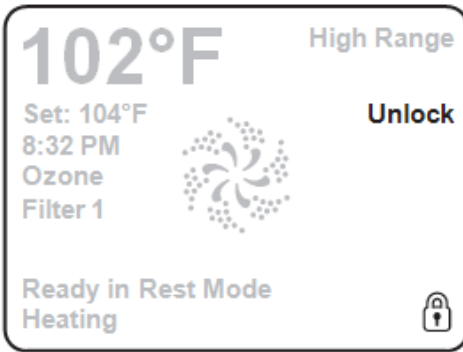 102°F
High Range
Set: 104°F
Unlock
8:32 PM
Ozone
Filter 1
Ready in Rest Mode
Heating